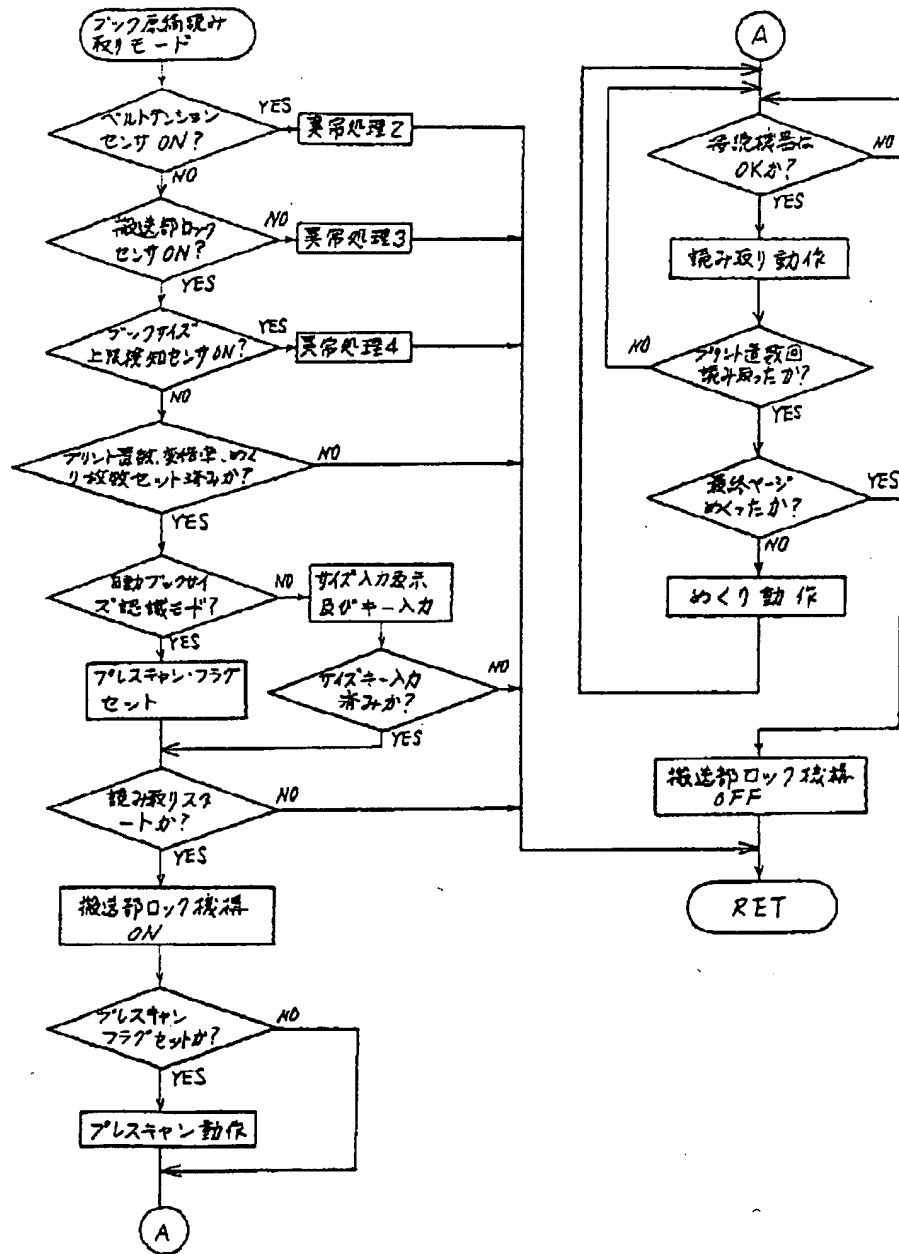 ブック原稿読み
取りモード
ベルトテンション
センサON?
YES
異常処理2
NO
搬送部ロック
センサON?
NO
異常処理3
YES
ブックサイズ
上限検知センサON?
YES
異常処理4
NO
プリント置数、変倍率、めく
り枚数セット済みか?
NO
YES
自動ブックサイ
ズ認識モード?
NO
サイズ入力表示
及びキー入力
YES
プレスキャン・フラグ
セット
サイズキー入力
済みか?
NO
YES
読み取りスタ
ートか?
NO
YES
搬送部ロック機構
ON
プレスキャン
フラグセットか?
NO
YES
プレスキャン動作
A
A
接続機器は
OKか?
NO
YES
読み取り動作
プリント置数回
読み取ったか?
NO
YES
最終ページ
めくったか?
YES
NO
めくり動作
搬送部ロック機構
OFF
RET